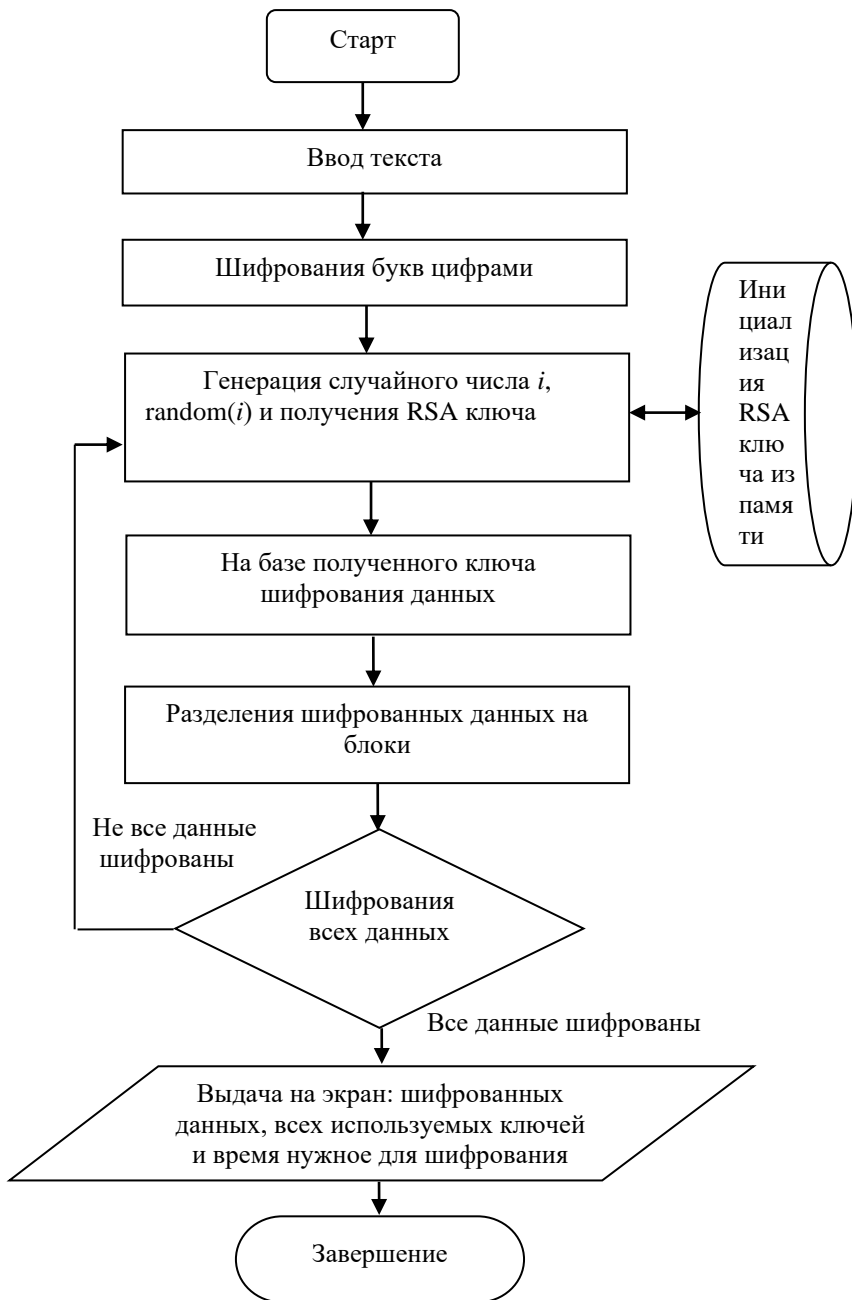 Старт
Ввод текста
Шифрования букв цифрами
Генерация случайного числа i,
random(i) и получения RSA ключа
Ини
циал
изац
ия
RSA
клю
ча из
памя
ти
На базе полученного ключа
шифрования данных
Разделения шифрованных данных на
блоки
Не все данные
шифрованы
Шифрования
всех данных
Все данные шифрованы
Выдача на экран: шифрованных
данных, всех используемых ключей
и время нужное для шифрования
Завершение